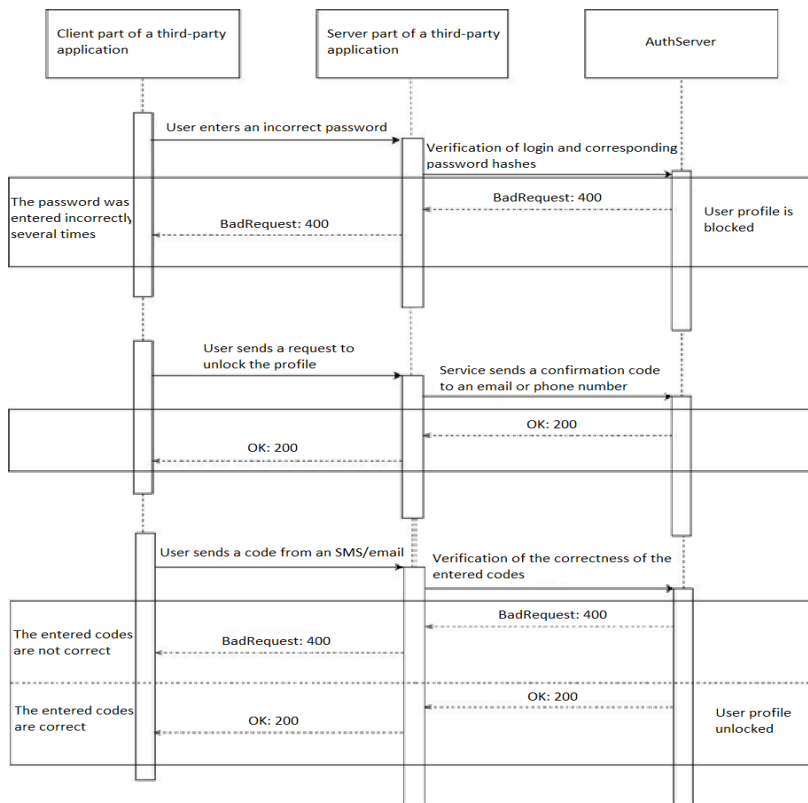 Client part of a third-party
application
Server part of a third-party
application
AuthServer
User enters an incorrect password
Verification of login and corresponding
password hashes
The password was
entered incorrectly
several times
BadRequest: 400
BadRequest: 400
User profile is
blocked
User sends a request to
unlock the profile
Service sends a confirmation code
to an email or phone number
OK: 200
OK: 200
User sends a code from an SMS/email
Verification of the correctness of the
entered codes
BadRequest: 400
The entered codes
are not correct
BadRequest: 400
OK: 200
The entered codes
are correct
OK: 200
User profile
unlocked